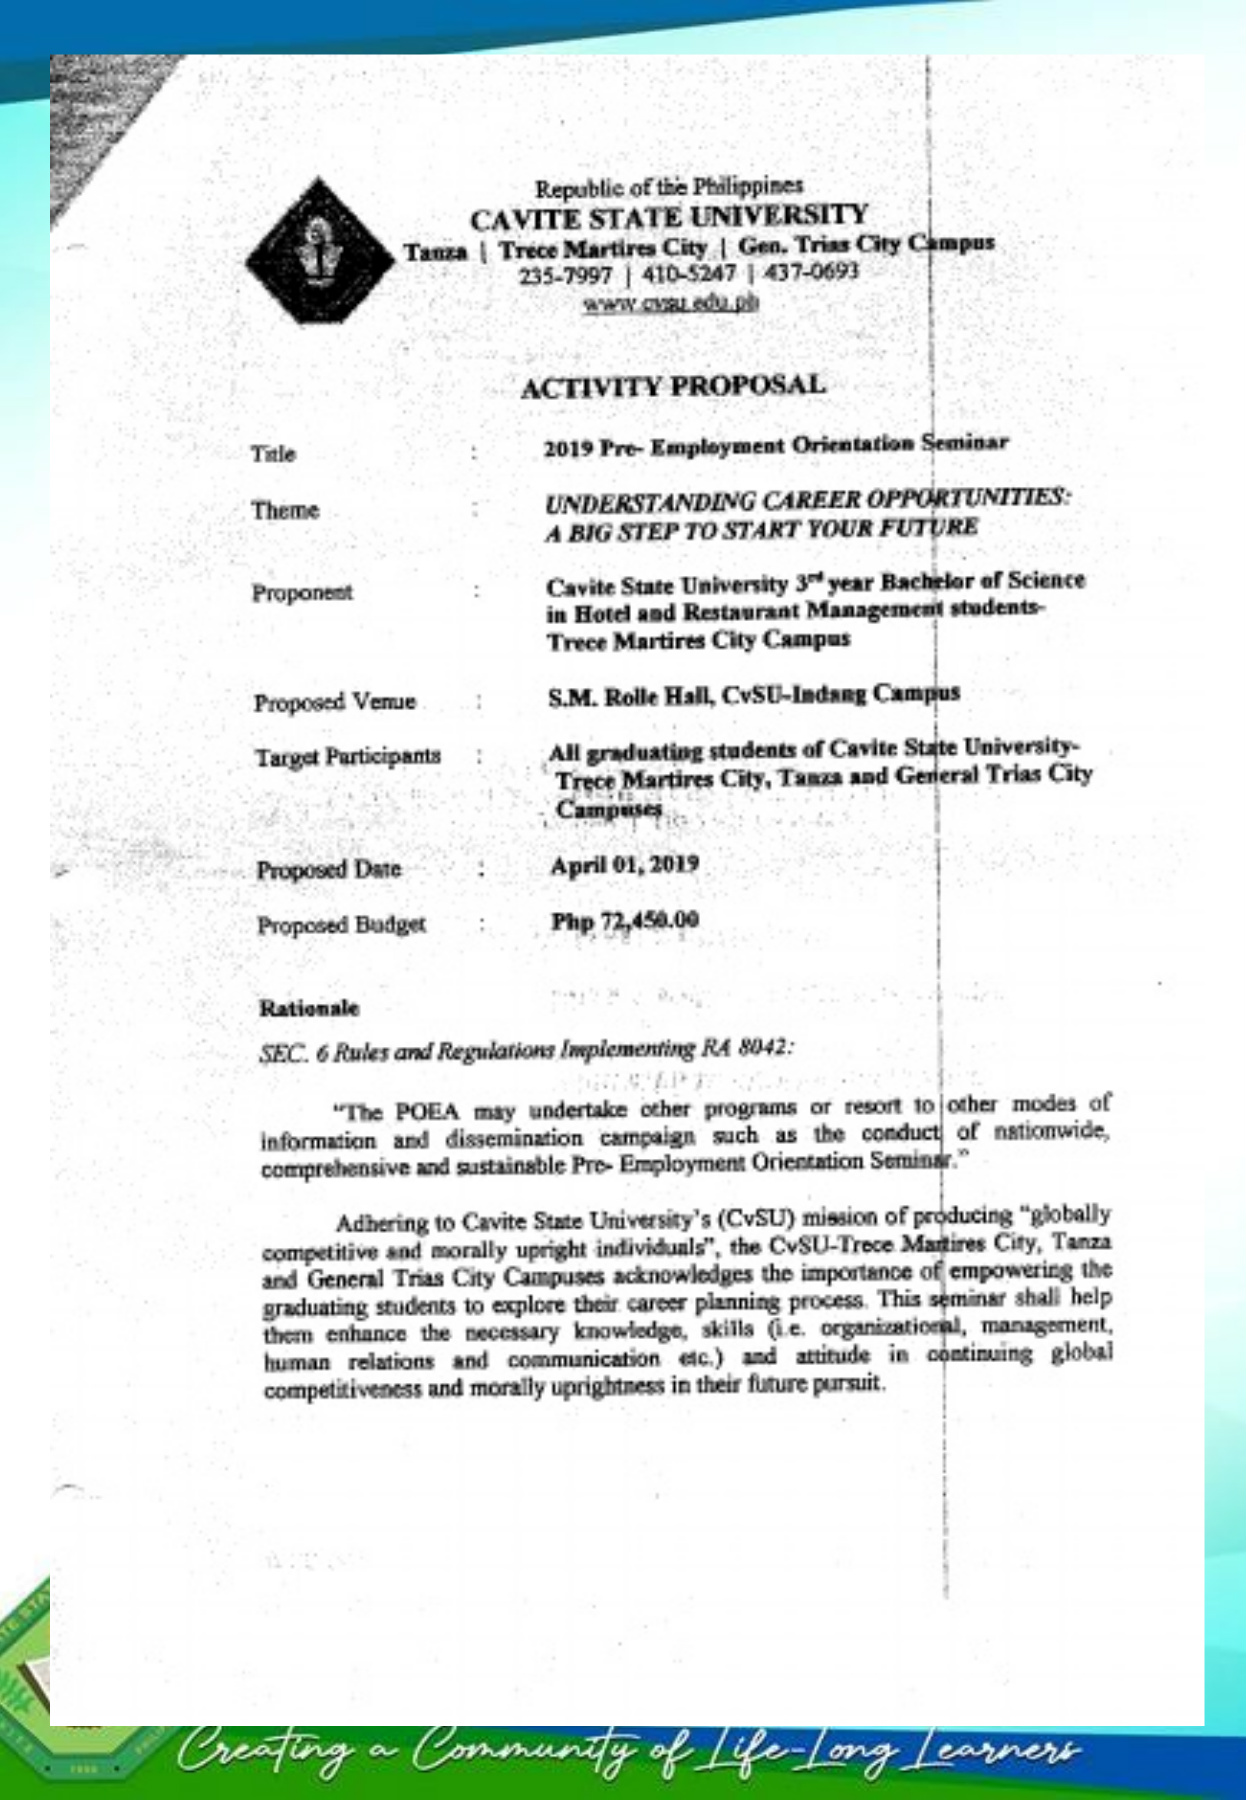 Republic of the Philippines
CAVITE STATE UNIVERSITY
Tanza | Trece Martires City | Gen. Trias City Campus
235-7997 | 410-5247 | 437-0693
www.cvsu.edu.ph
ACTIVITY PROPOSAL
Title : 2019 Pre- Employment Orientation Seminar
Theme : UNDERSTANDING CAREER OPPORTUNITIES:
A BIG STEP TO START YOUR FUTURE
Proponent : Cavite State University 3rd year Bachelor of Science
in Hotel and Restaurant Management students-
Trece Martires City Campus
Proposed Venue : S.M. Rolle Hall, CvSU-Indang Campus
Target Participants : All graduating students of Cavite State University-
Trece Martires City, Tanza and General Trias City
Campuses
Proposed Date : April 01, 2019
Proposed Budget : Php 72,450.00
Rationale
SEC. 6 Rules and Regulations Implementing RA 8042:
"The POEA may undertake other programs or resort to other modes of
information and dissemination campaign such as the conduct of nationwide,
comprehensive and sustainable Pre- Employment Orientation Seminar."
Adhering to Cavite State University's (CvSU) mission of producing "globally
competitive and morally upright individuals", the CvSU-Trece Martires City, Tanza
and General Trias City Campuses acknowledges the importance of empowering the
graduating students to explore their career planning process. This seminar shall help
them enhance the necessary knowledge, skills (i.e. organizational, management,
human relations and communication etc.) and attitude in continuing global
competitiveness and morally uprightness in their future pursuit.
Creating a Community of Life-Long Learners